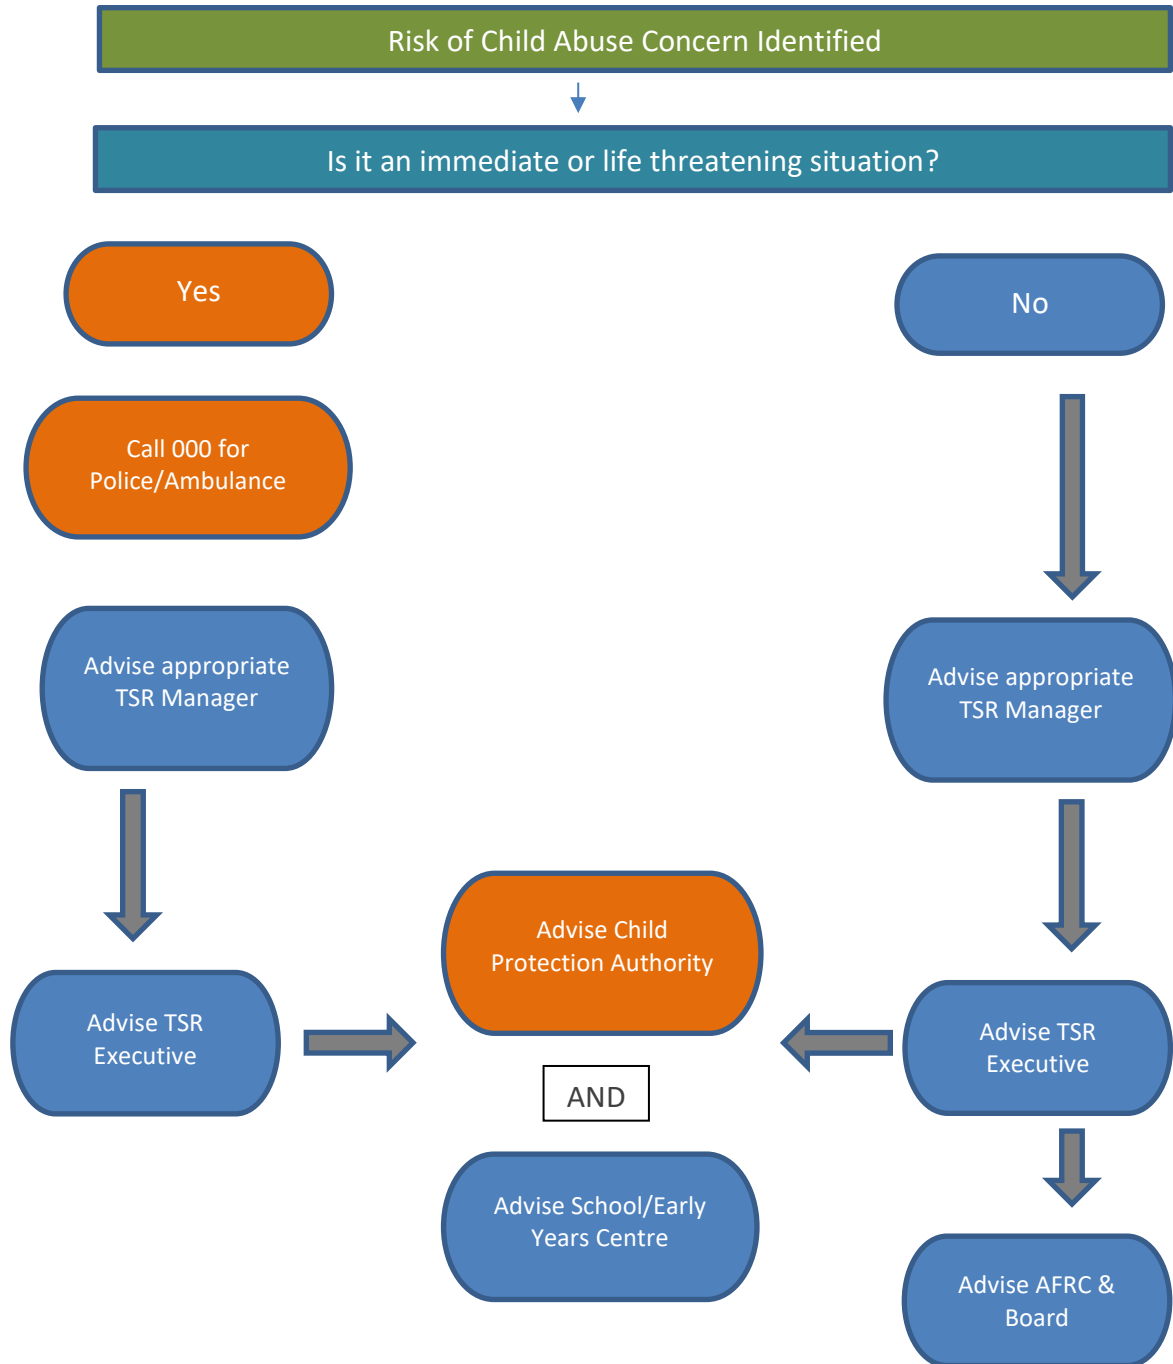 Risk of Child Abuse Concern Identified
Is it an immediate or life threatening situation?
Yes
No
Call 000 for
Police/Ambulance
Advise appropriate
TSR Manager
Advise appropriate
TSR Manager
Advise Child
Protection Authority
Advise TSR
Executive
Advise TSR
Executive
AND
Advise School/Early
Years Centre
Advise AFRC &
Board